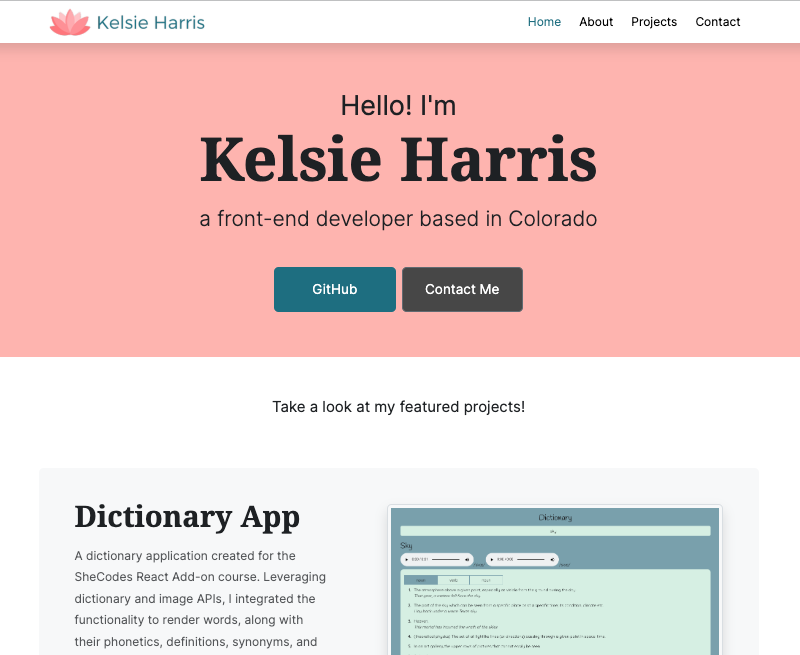 Kelsie Harris
Home About Projects Contact
Hello! I'm
Kelsie Harris
a front-end developer based in Colorado
GitHub Contact Me
Take a look at my featured projects!
Dictionary App
A dictionary application created for the
SheCodes React Add-on course. Leveraging
dictionary and image APIs, I integrated the
functionality to render words, along with
their phonetics, definitions, synonyms, and
Dictionary
sky
Sky